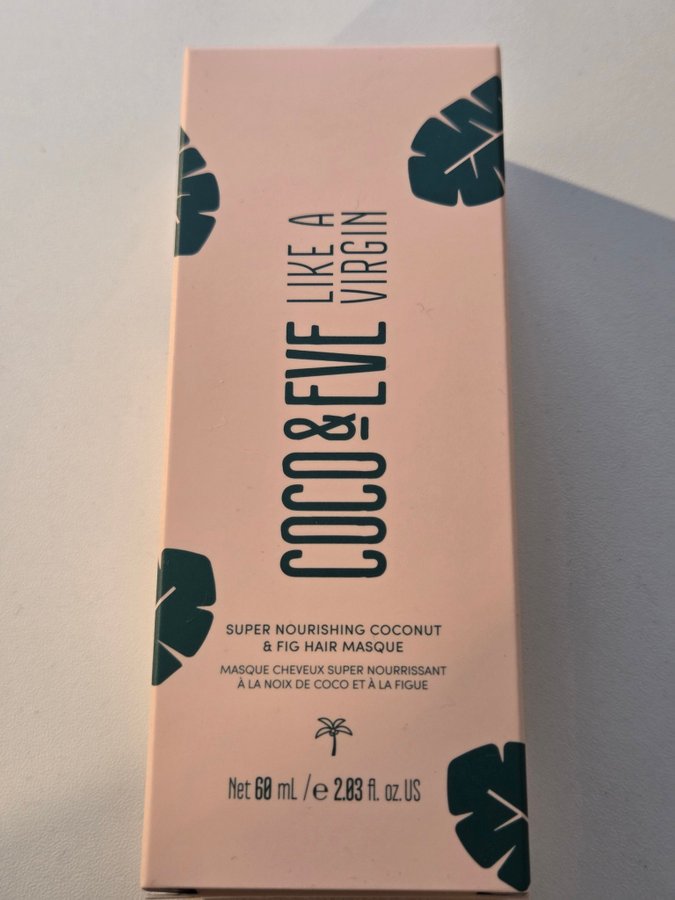 COCO & EVE
LIKE A
VIRGIN
SUPER NOURISHING COCONUT
& FIG HAIR MASQUE
MASQUE CHEVEUX SUPER NOURRISSANT
À LA NOIX DE COCO ET À LA FIGUE
Net 60 mL / e 2.03 fl. oz. US